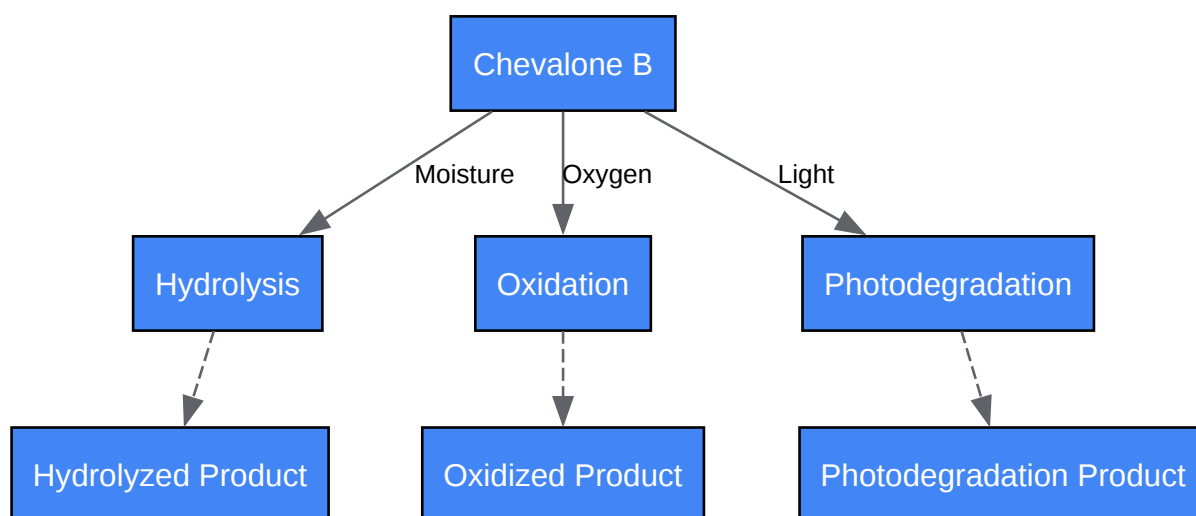 Chevalone B
Moisture
Oxygen
Light
Hydrolysis
Oxidation
Photodegradation
Hydrolyzed Product
Oxidized Product
Photodegradation Product